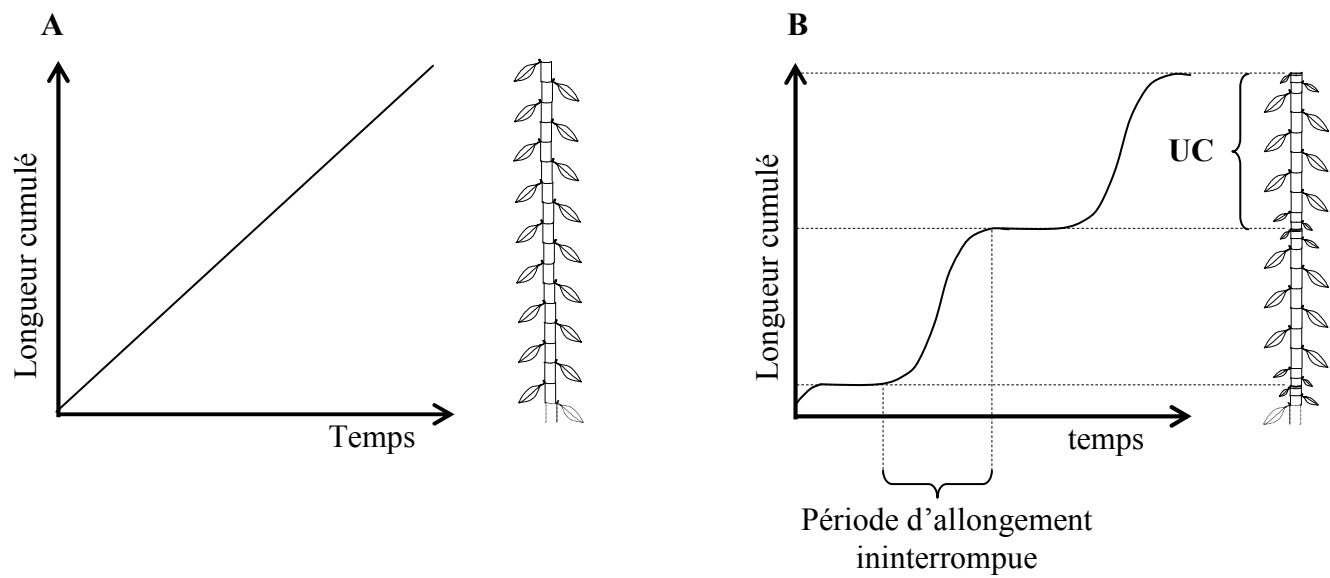 A
Longueur cumulé
Temps
B
Longueur cumulé
UC
temps
Période d'allongement
ininterrompue